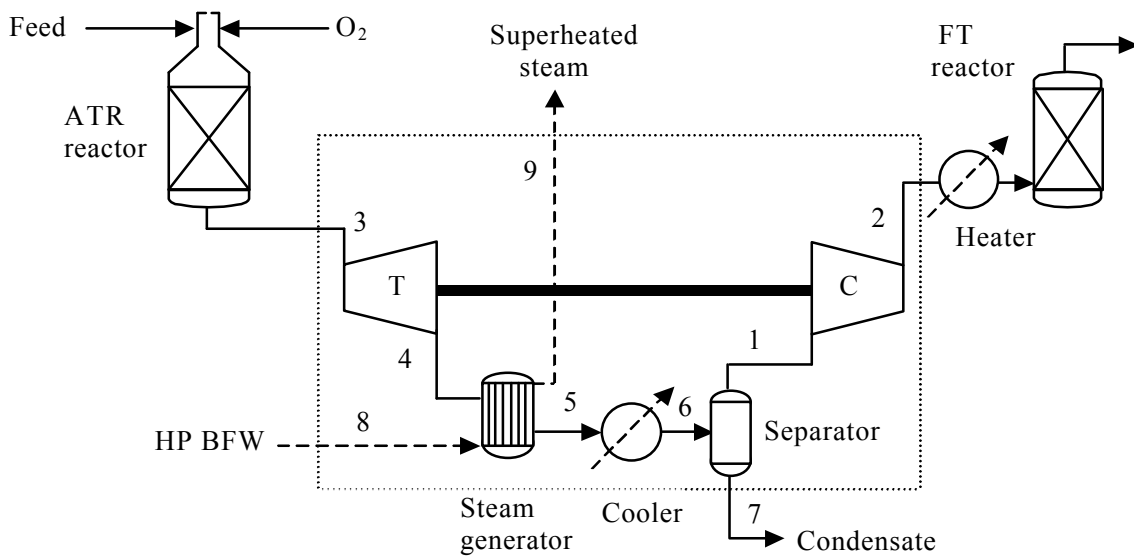 Feed
O2
Superheated
steam
FT
reactor
ATR
reactor
9
3
2
Heater
T
C
4
1
8
5
6
HP BFW
Separator
Steam
generator
Cooler
7
Condensate